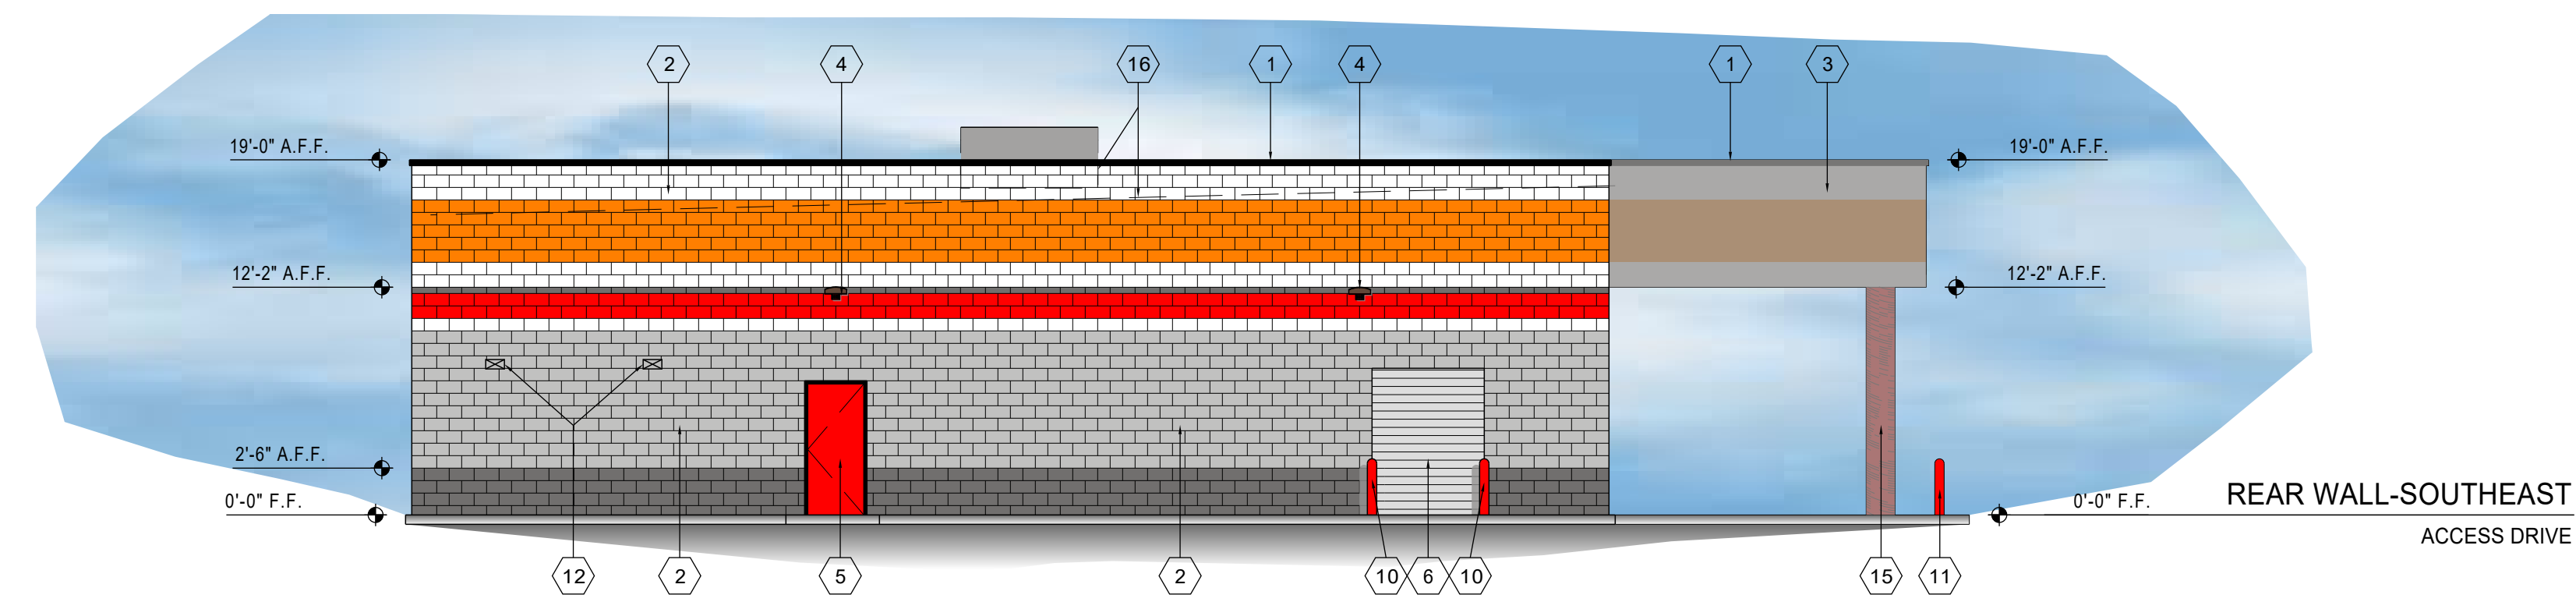 2
4
16
1
4
1
3
19'-0" A.F.F.
19'-0" A.F.F.
12'-2" A.F.F.
12'-2" A.F.F.
2'-6" A.F.F.
0'-0" F.F.
0'-0" F.F.
REAR WALL-SOUTHEAST
ACCESS DRIVE
12
2
5
2
10
6
10
15
11